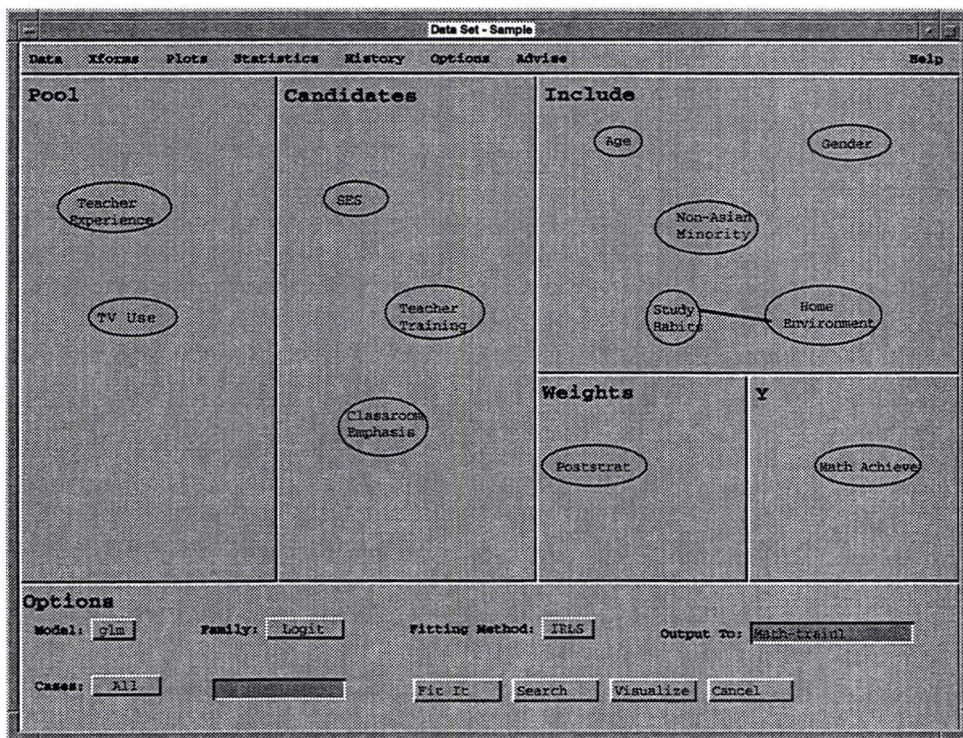 Data Set - Sample
Data Xforms Plots Statistics History Options Advise Help
Pool
Candidates
Include
Age
Gender
Teacher
Experience
SES
Non-Asian
Minority
TV Use
Teacher
Training
Study
Habits
Home
Environment
Classroom
Emphasis
Weights
Y
Poststrat
Math Achieve
Options
Model: glm Family: Logit Fitting Method: IRLS Output To: Math-train1
Cases: All Fit It Search Visualize Cancel